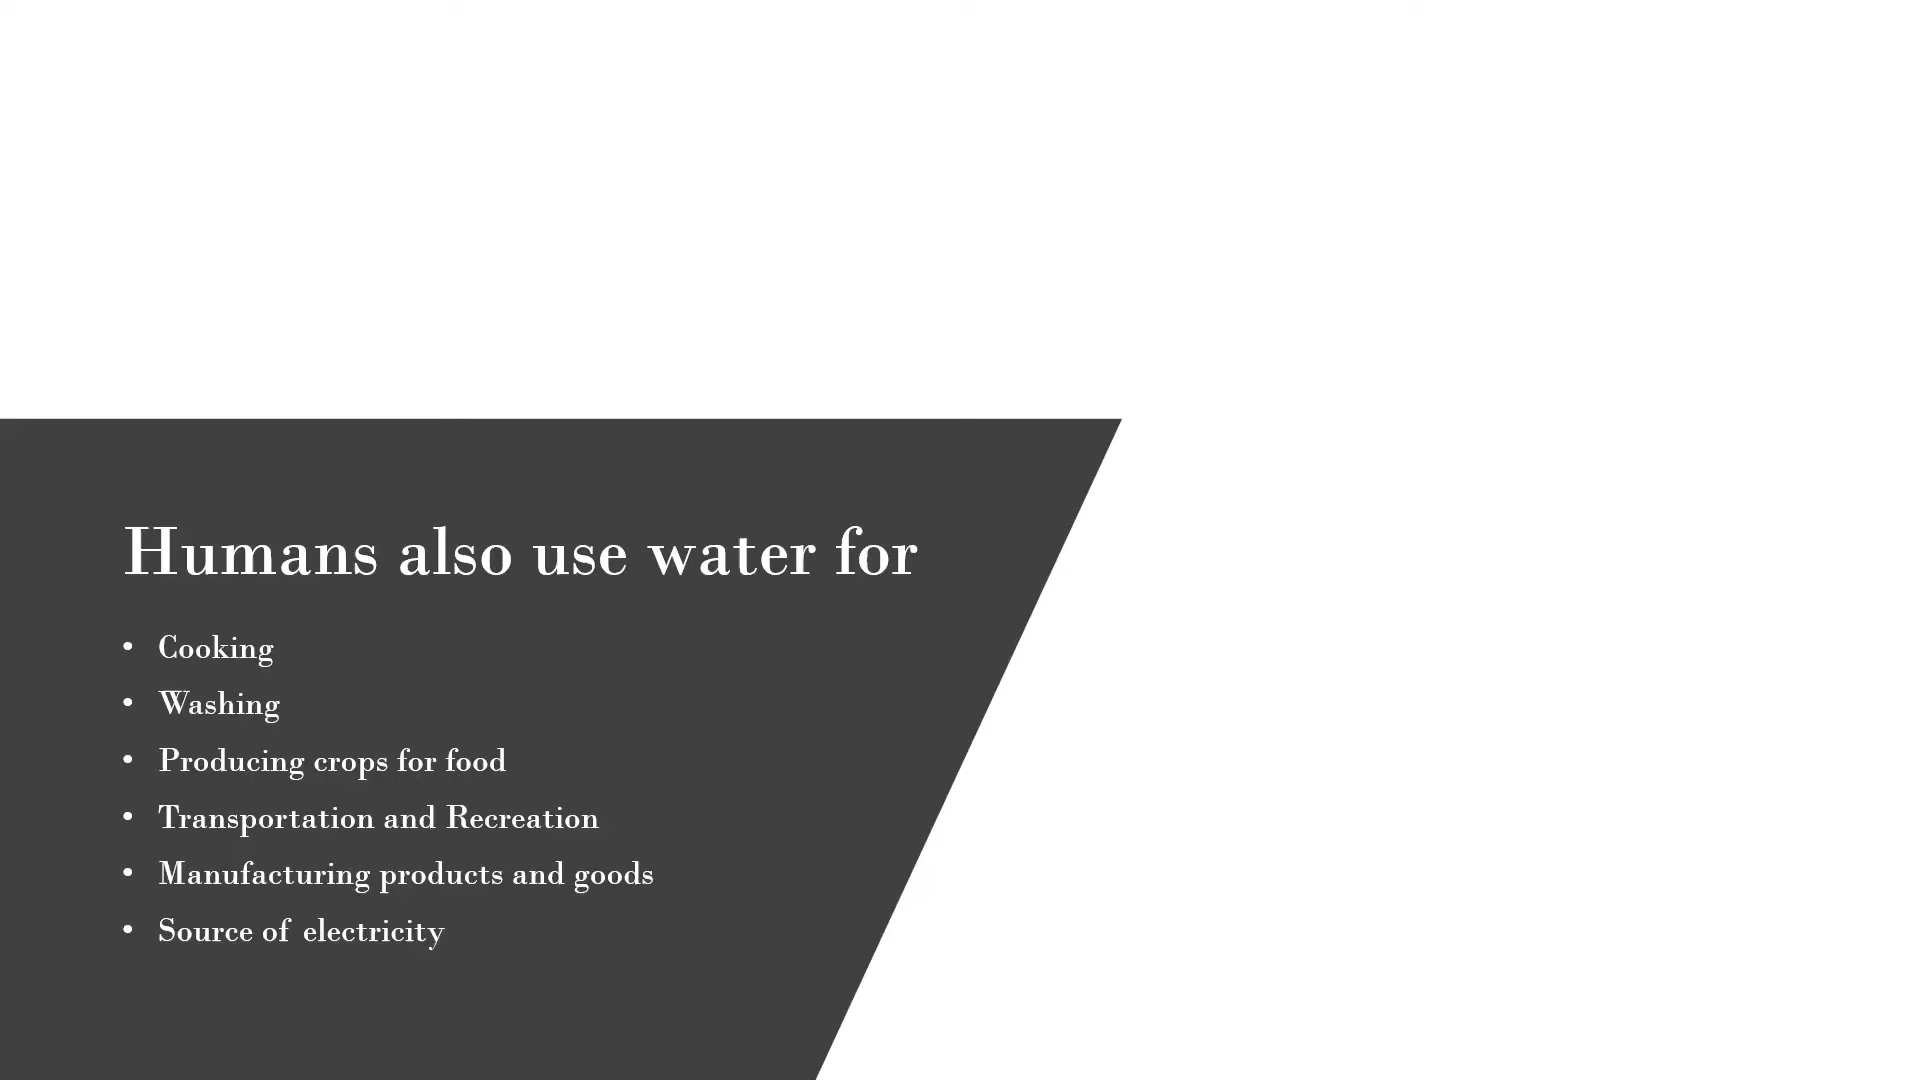 Humans also use water for
• Cooking
• Washing
• Producing crops for food
• Transportation and Recreation
• Manufacturing products and goods
• Source of electricity